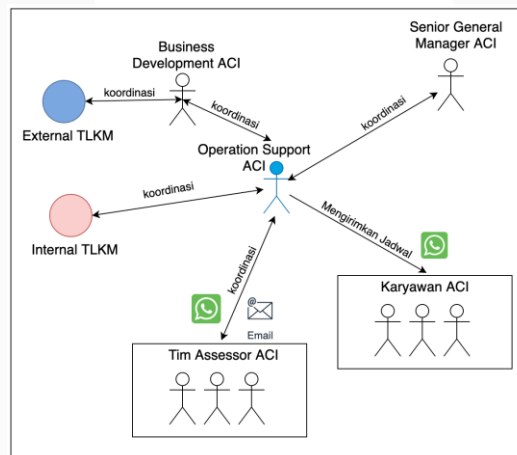 Senior General
Manager ACI
Business
Development ACI
koordinasi
External TLKM
koordinasi
koordinasi
Operation Support
ACI
koordinasi
Internal TLKM
Mengirimkan Jadwal
koordinasi
Karyawan ACI
@
Email
Tim Assessor ACI